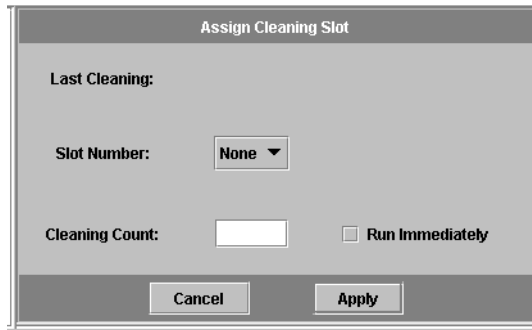 Assign Cleaning Slot
Last Cleaning:
Slot Number: None
Cleaning Count: Run Immediately
Cancel Apply